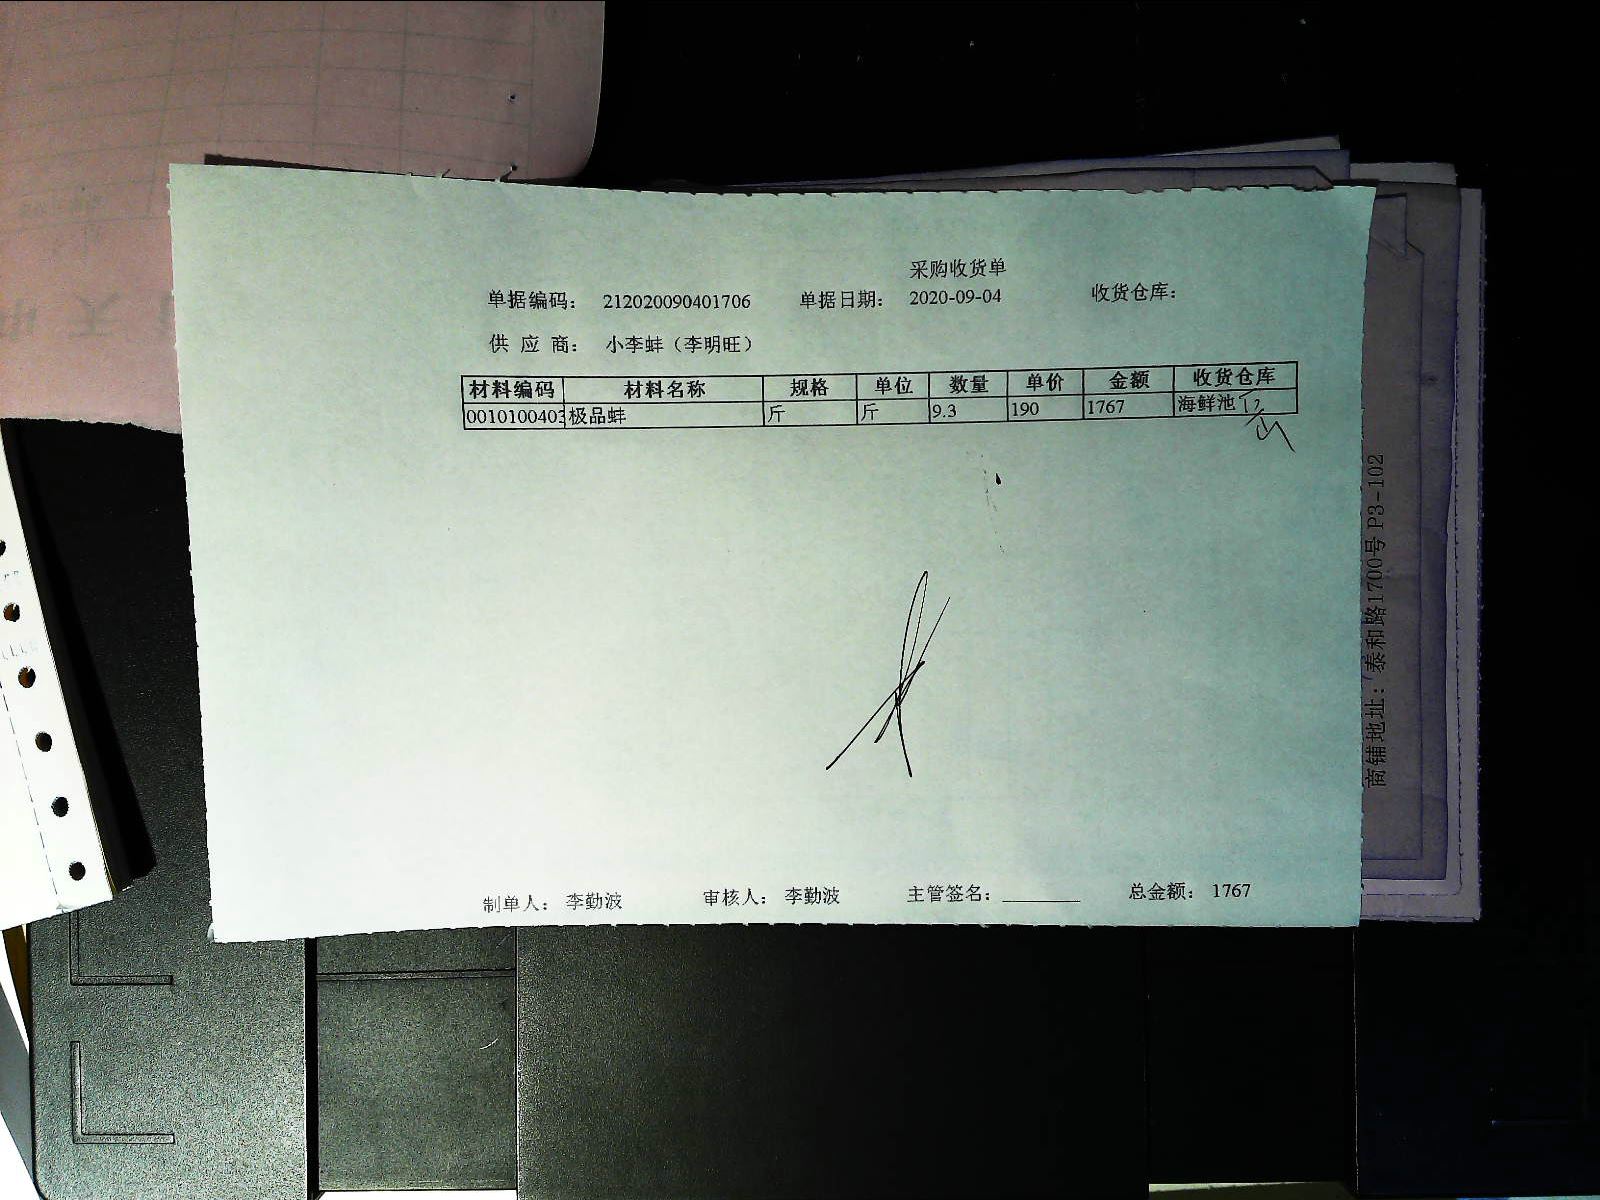 采购收货单
单据编码： 212020090401706 单据日期： 2020-09-04 收货仓库：
供 应 商： 小李蚌（李明旺）
材料编码 材料名称 规格 单位 数量 单价 金额 收货仓库
0010100403 极品蚌 斤 斤 9.3 190 1767 海鲜池
制单人： 李勤波 审核人： 李勤波 主管签名： 总金额： 1767
商铺地址：泰和路1700号 P3-102